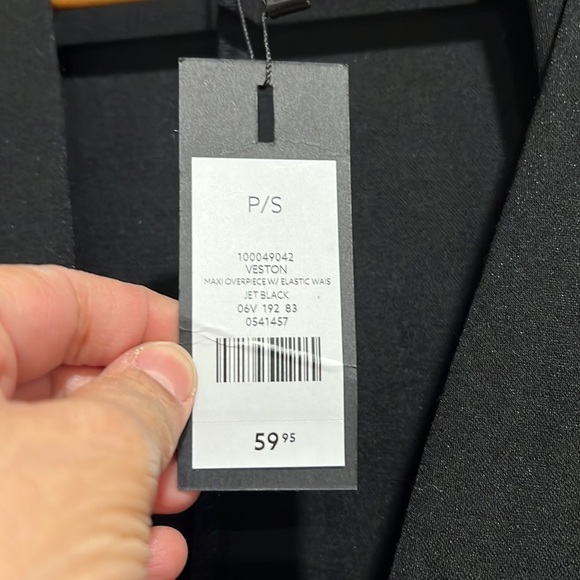 P/S
100049042
VESTON
MAXI OVERPIECE W/ ELASTIC WAIS
JET BLACK
06V 192 83
0541457
59 95